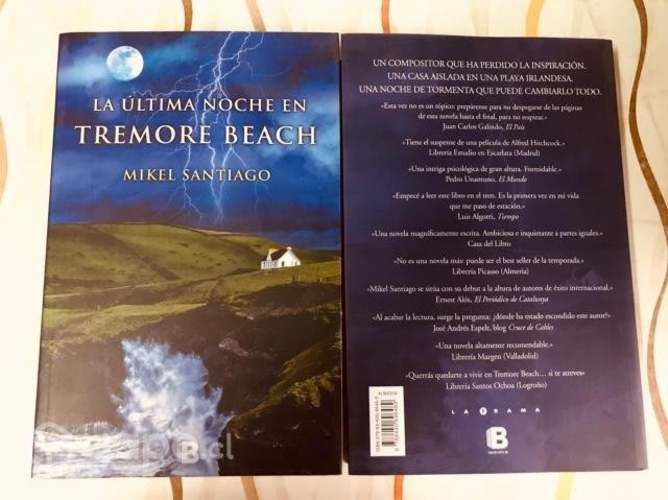 LA ÚLTIMA NOCHE EN
TREMORE BEACH
MIKEL SANTIAGO
UN COMPOSITOR QUE HA PERDIDO LA INSPIRACIÓN.
UNA CASA AISLADA EN UNA PLAYA IRLANDESA.
UNA NOCHE DE TORMENTA QUE PUEDE CAMBIARLO TODO.
«Esta vez no es un tópico: prepárense para no despegarse de las páginas
de esta novela hasta el final, para no respirar.»
Juan Carlos Galindo, El País
«Tiene el suspense de una película de Alfred Hitchcock.»
Librería Estudio en Escarlata (Madrid)
«Una intriga psicológica de gran altura. Formidable.»
Pedro Unamuno, El Mundo
«Empecé a leer este libro en el tren. Es la primera vez en mi vida
que me paso de estación.»
Luis Algorri, Tiempo
«Una novela magníficamente escrita. Ambiciosa e inquietante a partes iguales.»
Casa del Libro
«No es una novela más: puede ser el best seller de la temporada.»
Librería Picasso (Almería)
«Mikel Santiago se sitúa con su debut a la altura de autores de éxito internacional.»
Ernest Alós, El Periódico de Catalunya
«Al acabar la lectura, surge la pregunta: ¿dónde ha estado escondido este autor?»
José Andrés Espelt, blog Cruce de Cables
«Una novela altamente recomendable.»
Librería Margen (Valladolid)
«Querrás quedarte a vivir en Tremore Beach... si te atreves»
Librería Santos Ochoa (Logroño)
LA TRAMA
B
.cl